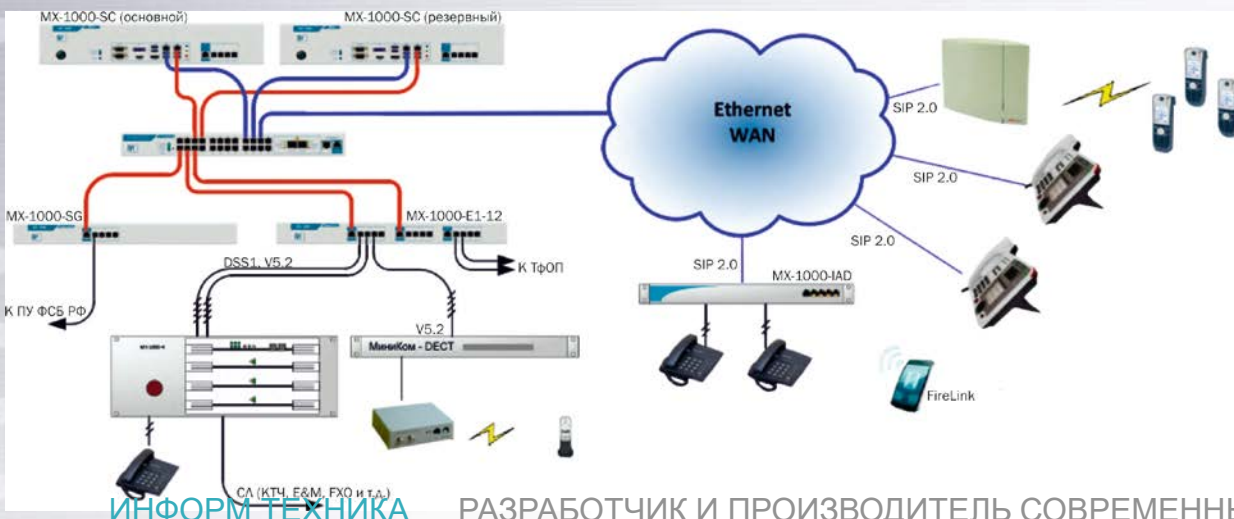 MX-1000-SC (основной)
MX-1000-SC (резервный)
Ethernet
WAN
SIP 2.0
SIP 2.0
SIP 2.0
SIP 2.0
MX-1000-SG
MX-1000-E1-12
DSS1, V5.2
К ТфОП
К ПУ ФСБ РФ
MX-1000-IAD
V5.2
МиниКом - DECT
FireLink
СЛ (КТЧ, E&M, FXO и т.д.)
ИНФОРМТЕХНИКА
РАЗРАБОТЧИК И ПРОИЗВОДИТЕЛЬ СОВРЕМЕННЫ